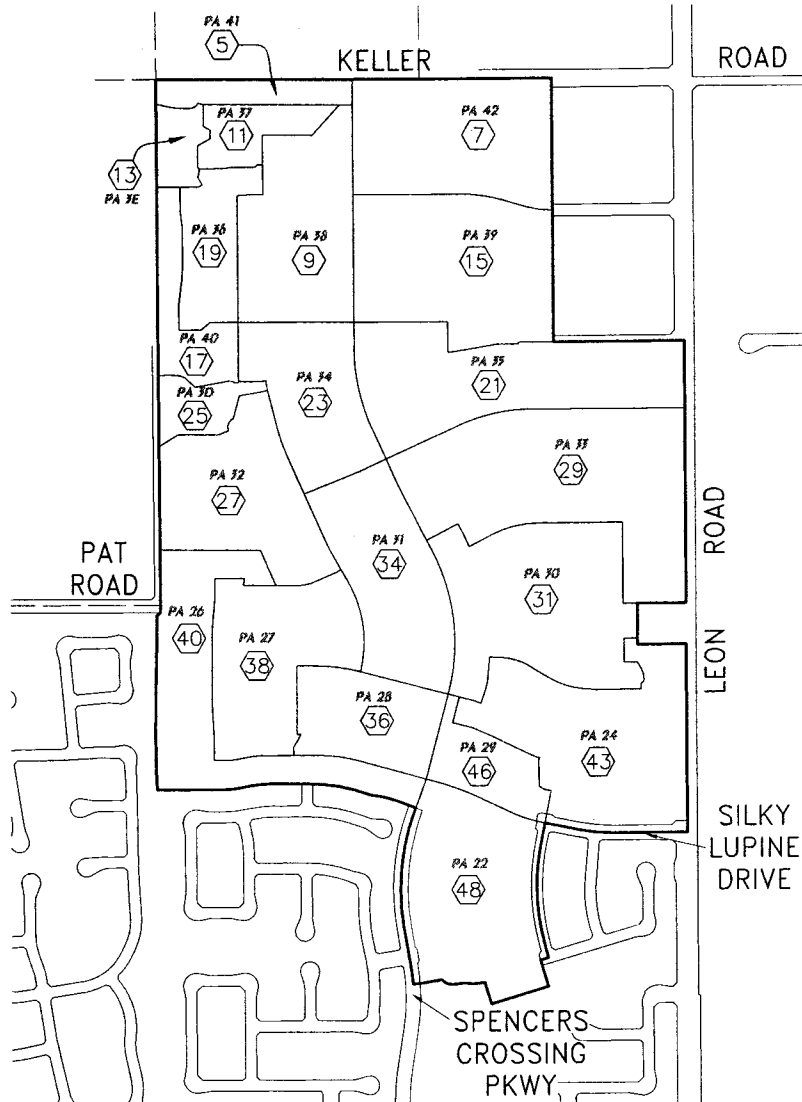 PA 41
5
KELLER
ROAD
PA 37
11
PA 42
7
13
PA 3E
PA 36
19
PA 38
9
PA 39
15
PA 40
17
PA 34
23
PA 35
21
PA 3D
25
PA 32
27
PA 33
29
PA 31
34
PA 30
31
ROAD
PAT
ROAD
PA 26
40
PA 27
38
LEON
PA 28
36
PA 29
46
PA 24
43
SILKY
LUPINE
DRIVE
PA 22
48
SPENCERS
CROSSING
PKWY